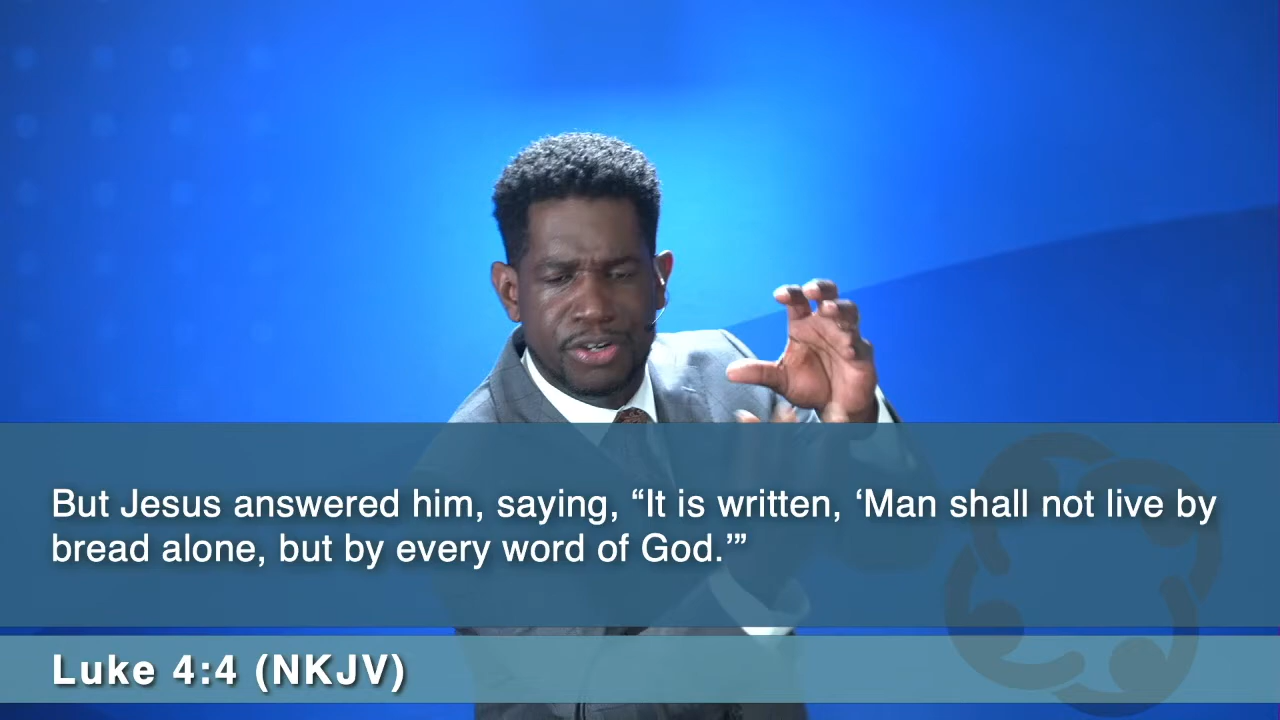 But Jesus answered him, saying, “It is written, ‘Man shall not live by
bread alone, but by every word of God.’”
Luke 4:4 (NKJV)